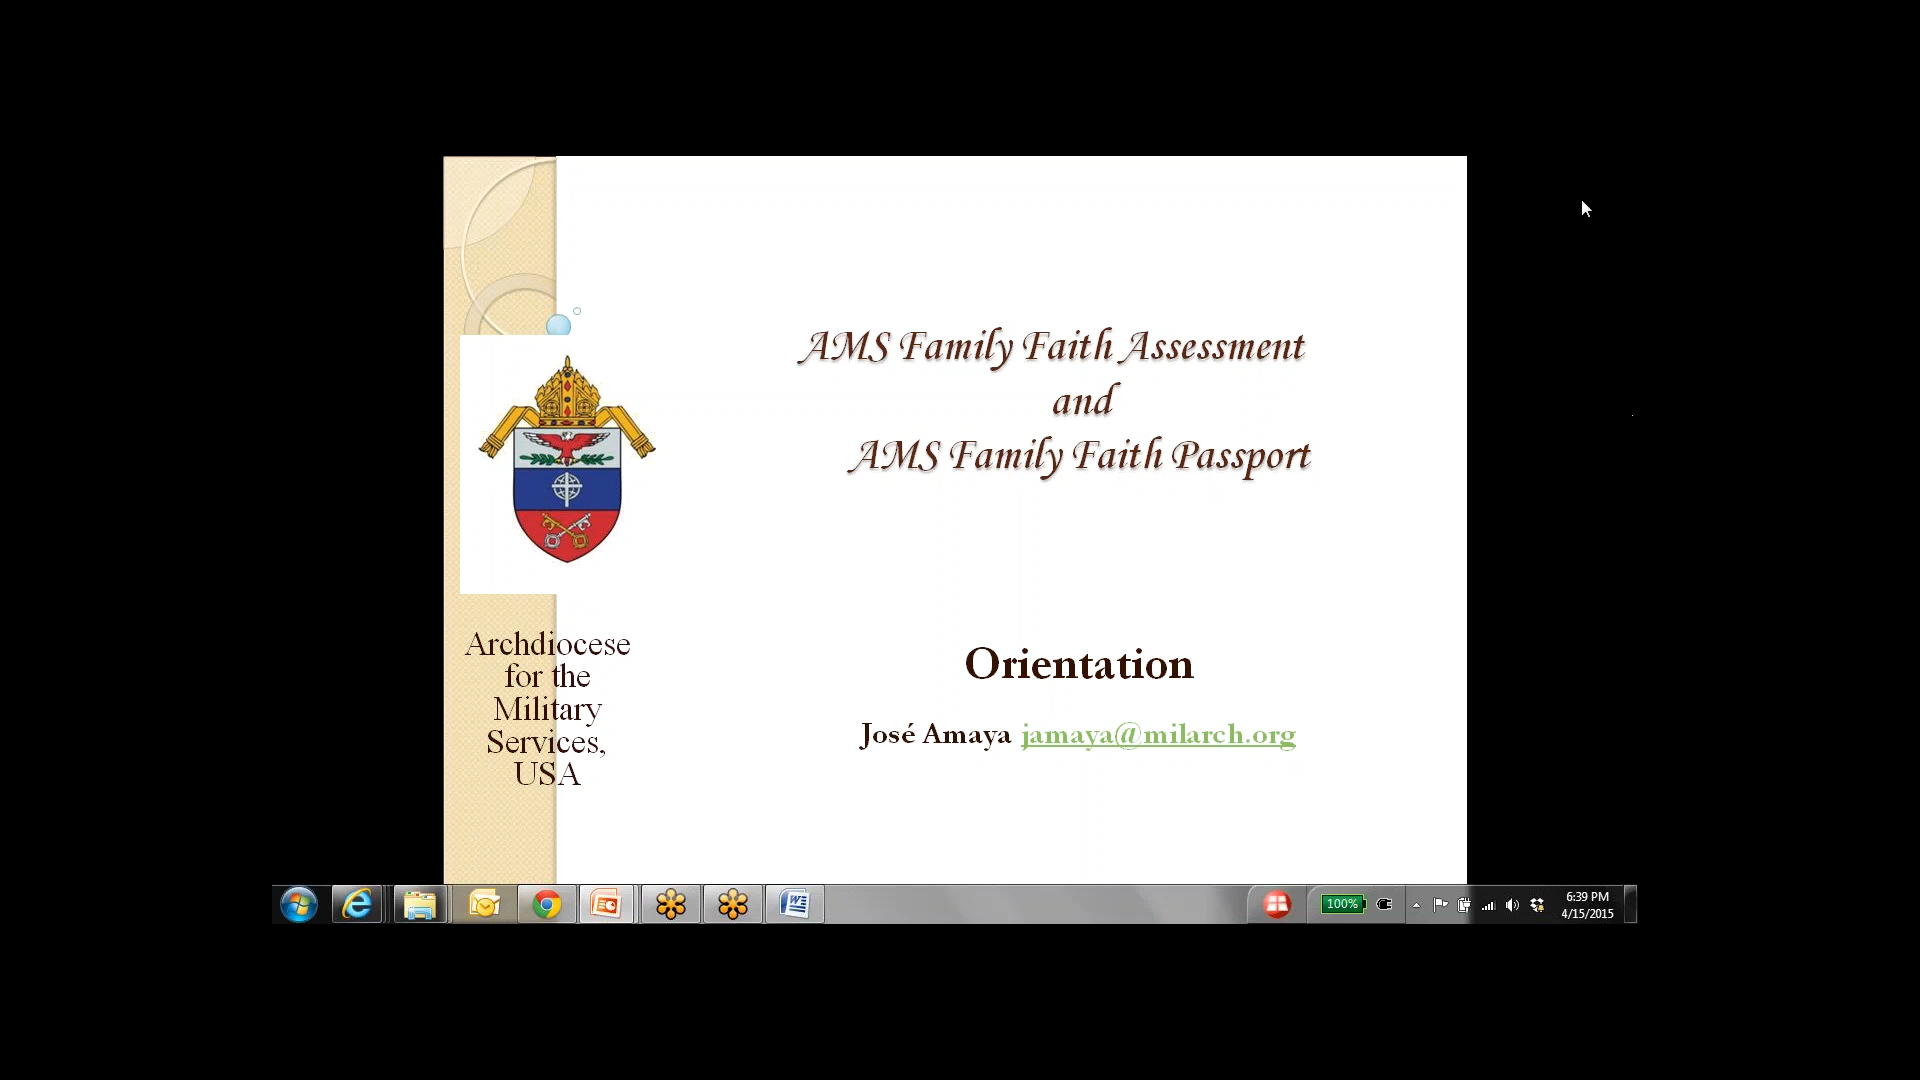 AMS Family Faith Assessment
and
AMS Family Faith Passport
Archdiocese
for the
Military
Services,
USA
Orientation
José Amaya jamaya@milarch.org
100%
6:39 PM
4/15/2015